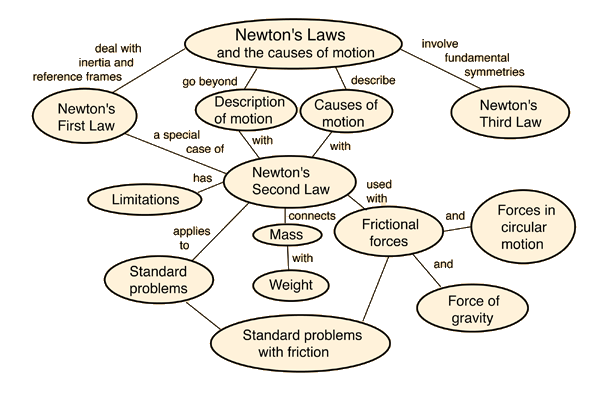 Newton's Laws
and the causes of motion
deal with
inertia and
reference frames
go beyond
describe
involve
fundamental
symmetries
Newton's
First Law
Description
of motion
Causes of
motion
Newton's
Third Law
a special
case of
with
with
has
Limitations
Newton's
Second Law
used
with
connects
Mass
with
Weight
applies
to
Frictional
forces
and
Forces in
circular
motion
and
Force of
gravity
Standard
problems
Standard problems
with friction